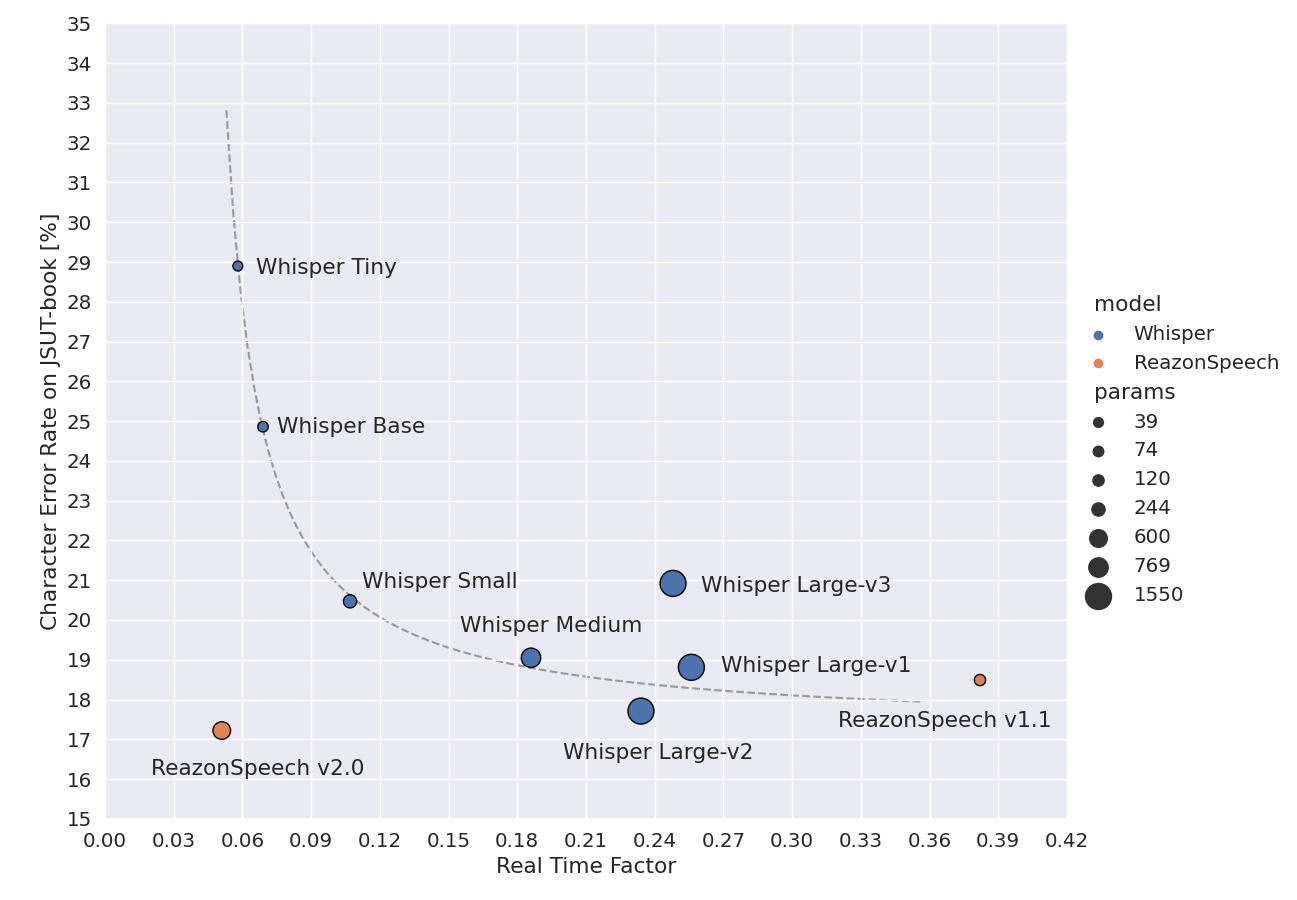 35
34
33
32
31
30
29
28
27
26
25
24
23
22
21
20
19
18
17
16
15
Character Error Rate on JSUT-book [%]
Whisper Tiny
Whisper Base
Whisper Small
Whisper Large-v3
Whisper Medium
Whisper Large-v1
ReazonSpeech v1.1
Whisper Large-v2
ReazonSpeech v2.0
0.00 0.03 0.06 0.09 0.12 0.15 0.18 0.21 0.24 0.27 0.30 0.33 0.36 0.39 0.42
Real Time Factor
model
Whisper
ReazonSpeech
params
39
74
120
244
600
769
1550